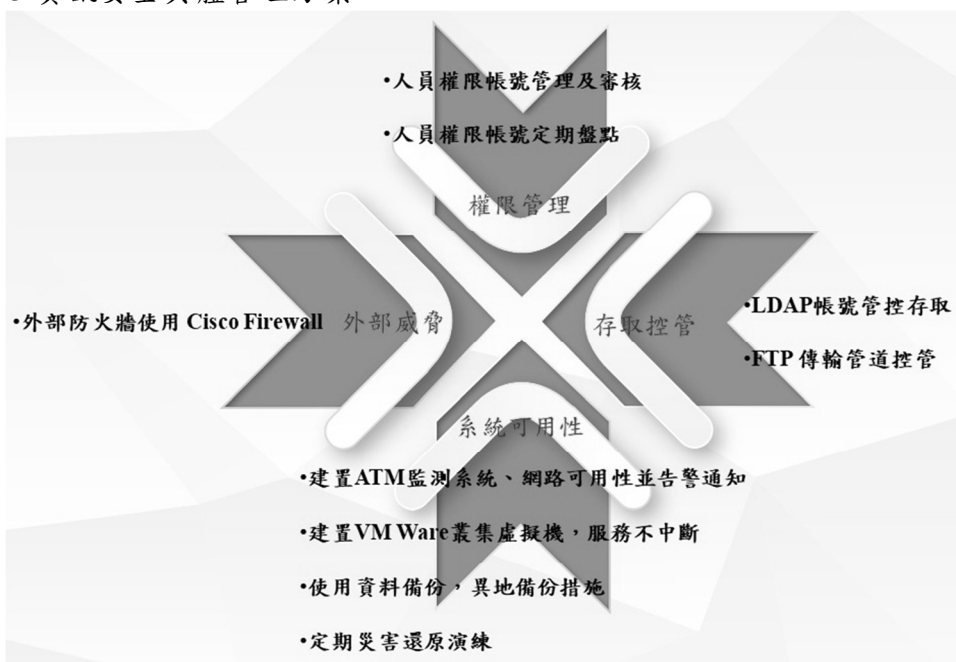 •人員權限帳號管理及審核
•人員權限帳號定期盤點
權限管理
•外部防火牆使用 Cisco Firewall
外部威脅
存取控管
•LDAP帳號管控存取
•FTP 傳輸管道控管
系統可用性
•建置ATM監測系統、網路可用性並告警通知
•建置VM Ware叢集虛擬機，服務不中斷
•使用資料備份，異地備份措施
•定期災害還原演練